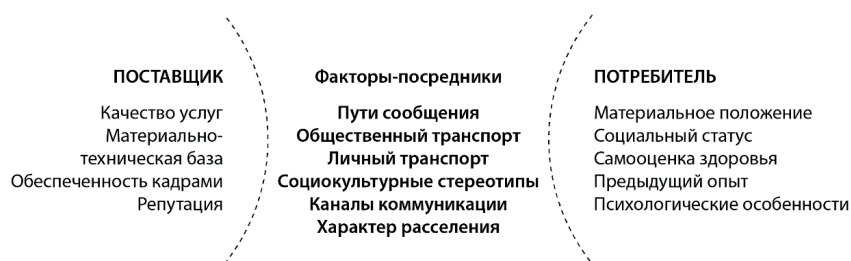 ПОСТАВЩИК
Качество услуг
Материально-
техническая база
Обеспеченность кадрами
Репутация
Факторы-посредники
Пути сообщения
Общественный транспорт
Личный транспорт
Социокультурные стереотипы
Каналы коммуникации
Характер расселения
ПОТРЕБИТЕЛЬ
Материальное положение
Социальный статус
Самооценка здоровья
Предыдущий опыт
Психологические особенности